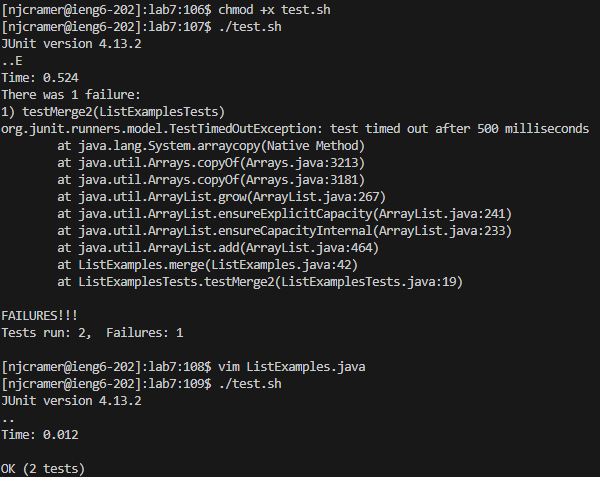 [njcramer@ieng6-202]:lab7:106$ chmod +x test.sh
[njcramer@ieng6-202]:lab7:107$ ./test.sh
JUnit version 4.13.2
..E
Time: 0.524
There was 1 failure:
1) testMerge2(ListExamplesTests)
org.junit.runners.model.TestTimedOutException: test timed out after 500 milliseconds
        at java.lang.System.arraycopy(Native Method)
        at java.util.Arrays.copyOf(Arrays.java:3213)
        at java.util.Arrays.copyOf(Arrays.java:3181)
        at java.util.ArrayList.grow(ArrayList.java:267)
        at java.util.ArrayList.ensureExplicitCapacity(ArrayList.java:241)
        at java.util.ArrayList.ensureCapacityInternal(ArrayList.java:233)
        at java.util.ArrayList.add(ArrayList.java:464)
        at ListExamples.merge(ListExamples.java:42)
        at ListExamplesTests.testMerge2(ListExamplesTests.java:19)

FAILURES!!!
Tests run: 2,  Failures: 1

[njcramer@ieng6-202]:lab7:108$ vim ListExamples.java
[njcramer@ieng6-202]:lab7:109$ ./test.sh
JUnit version 4.13.2
..
Time: 0.012

OK (2 tests)